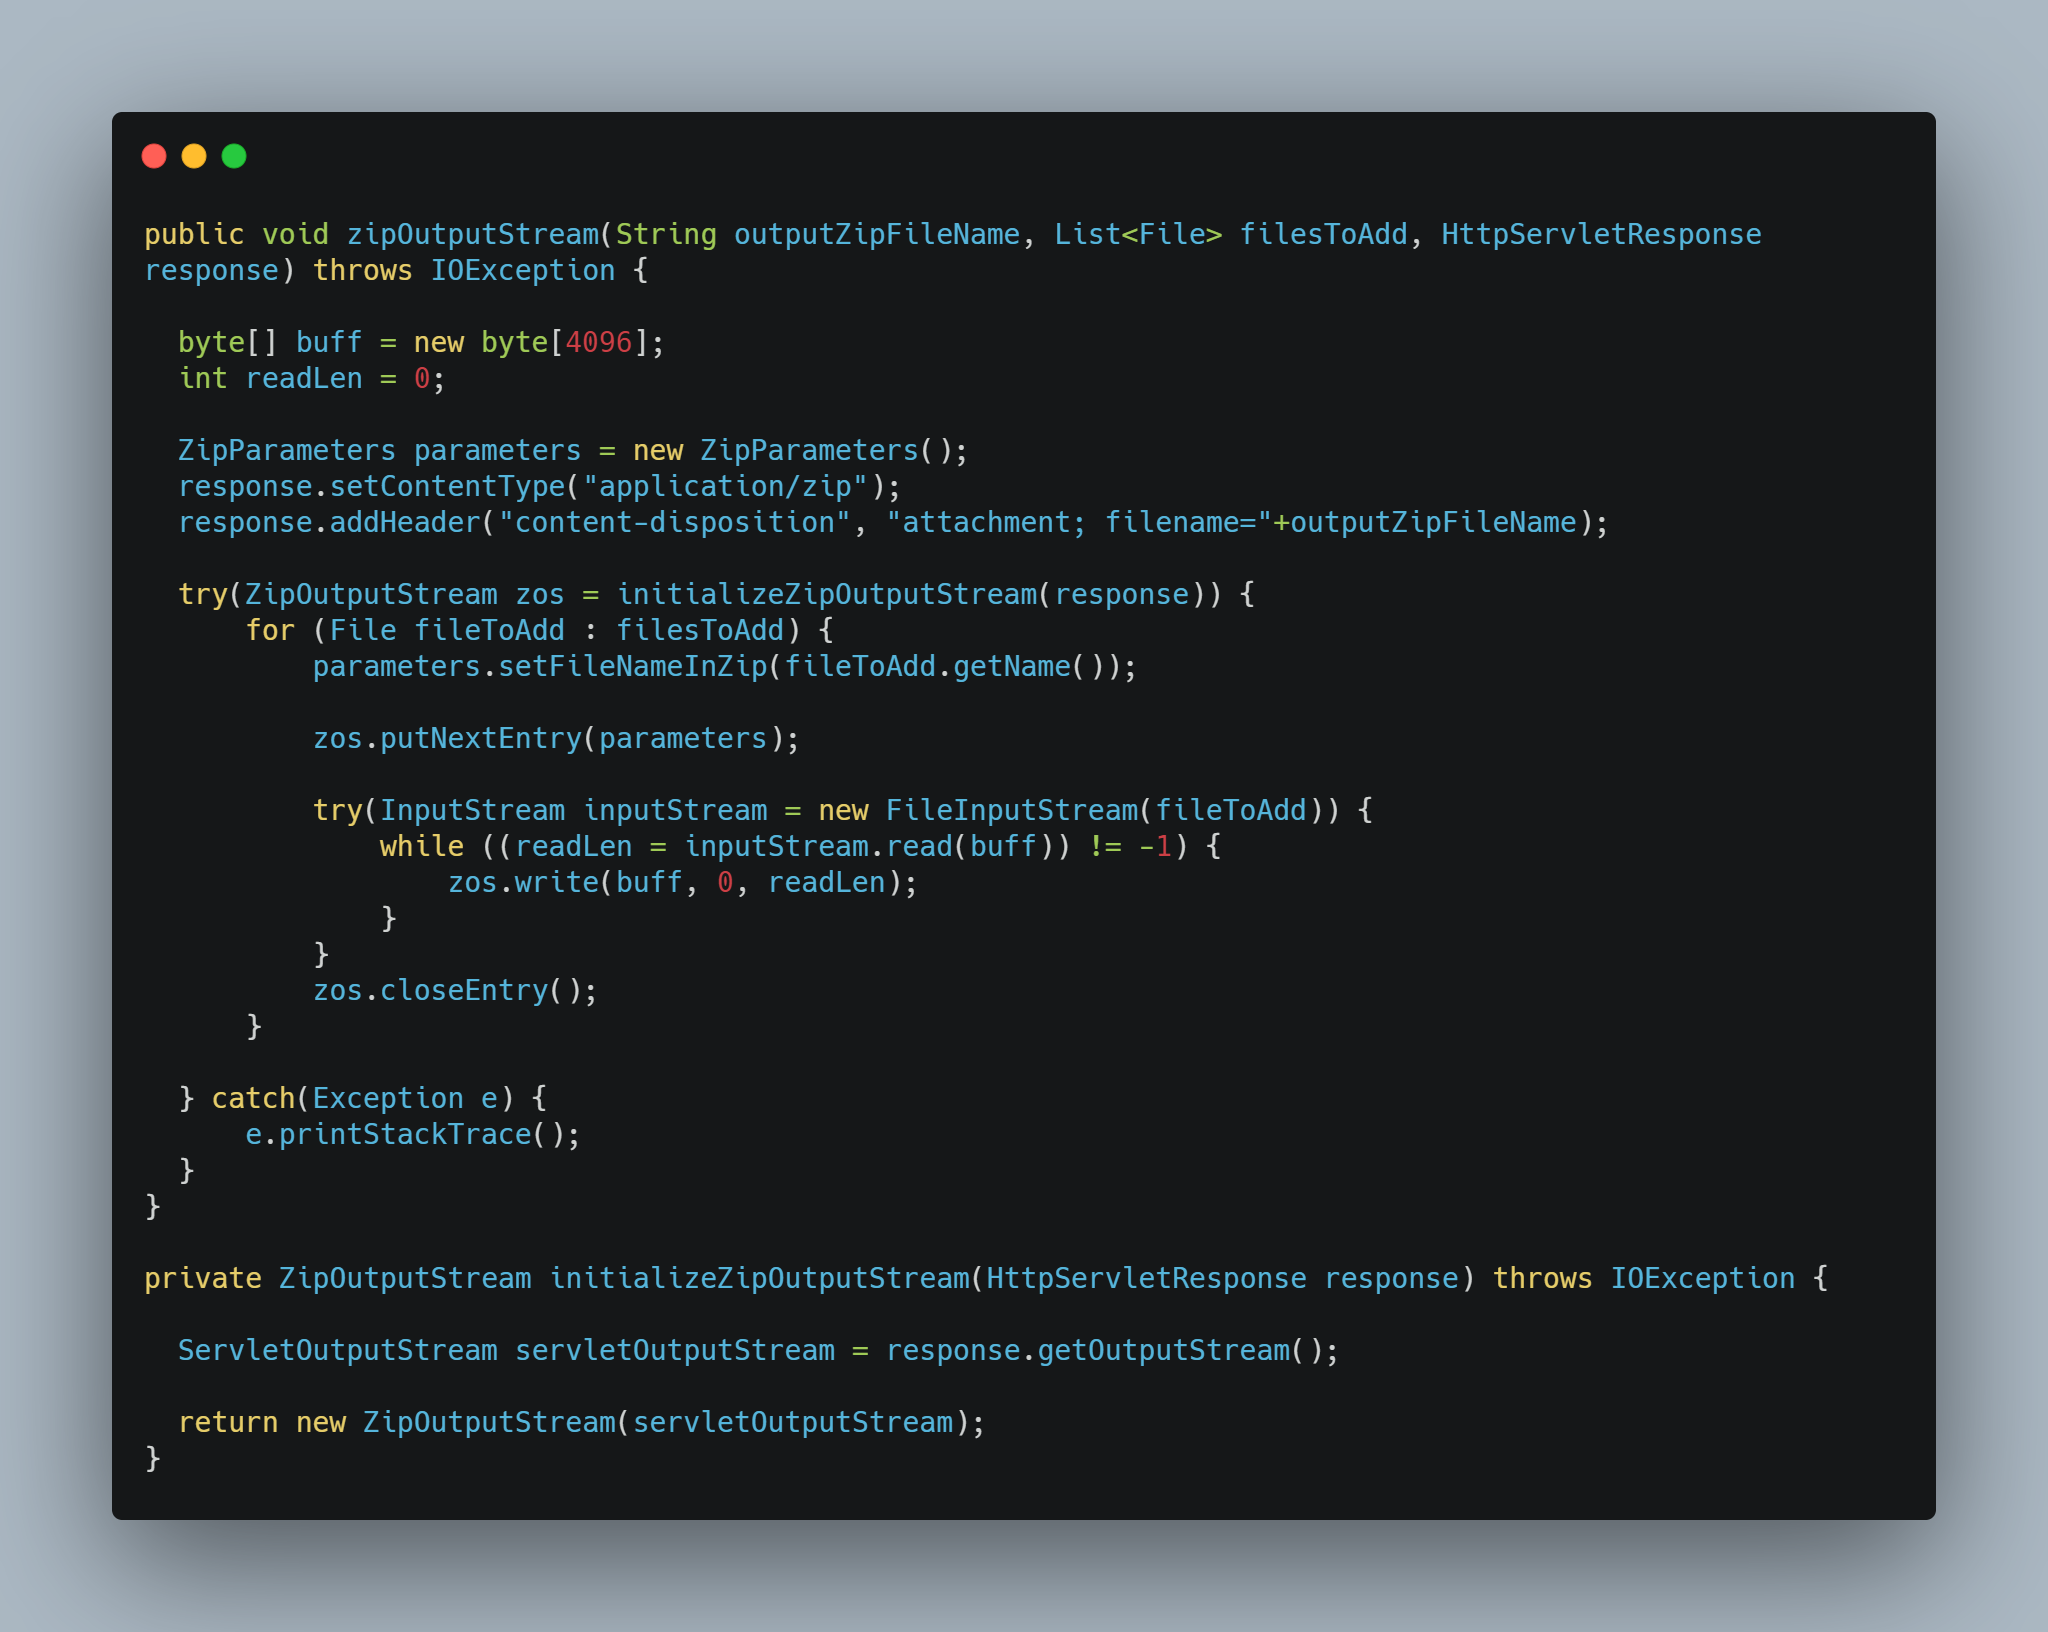 public void zipOutputStream(String outputZipFileName, List<File> filesToAdd, HttpServletResponse
response) throws IOException {

  byte[] buff = new byte[4096];
  int readLen = 0;

  ZipParameters parameters = new ZipParameters();
  response.setContentType("application/zip");
  response.addHeader("content-disposition", "attachment; filename="+outputZipFileName);

  try(ZipOutputStream zos = initializeZipOutputStream(response)) {
      for (File fileToAdd : filesToAdd) {
          parameters.setFileNameInZip(fileToAdd.getName());

          zos.putNextEntry(parameters);

          try(InputStream inputStream = new FileInputStream(fileToAdd)) {
              while ((readLen = inputStream.read(buff)) != -1) {
                  zos.write(buff, 0, readLen);
              }
          }
          zos.closeEntry();
      }

  } catch(Exception e) {
      e.printStackTrace();
  }
}

private ZipOutputStream initializeZipOutputStream(HttpServletResponse response) throws IOException {

  ServletOutputStream servletOutputStream = response.getOutputStream();

  return new ZipOutputStream(servletOutputStream);
}